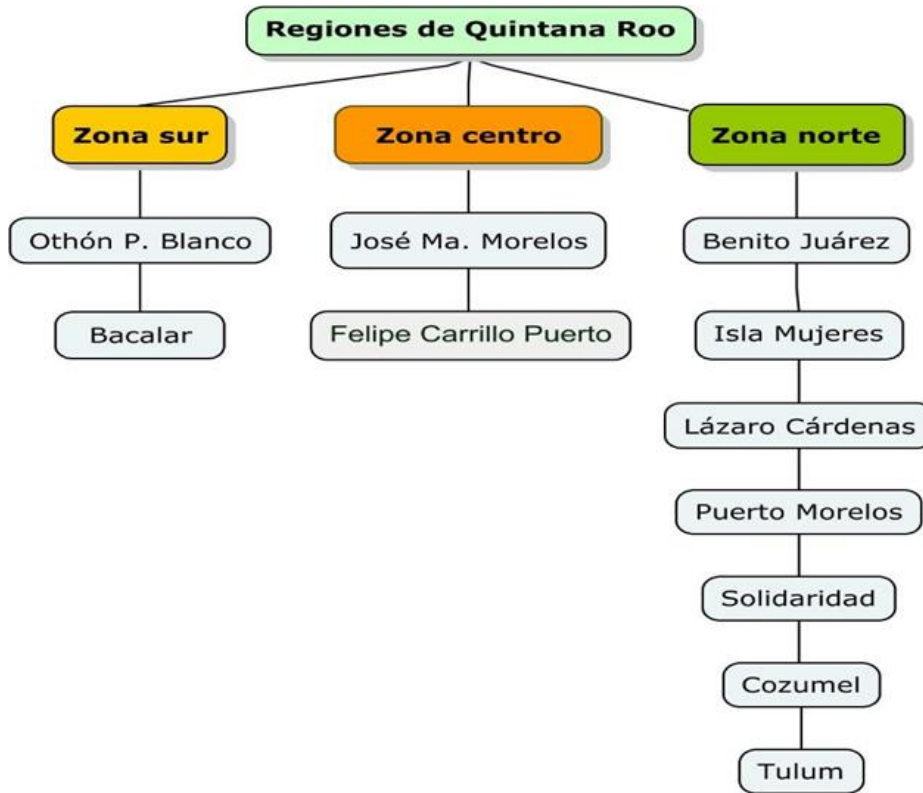 Regiones de Quintana Roo
Zona sur
Othón P. Blanco
Bacalar
Zona centro
José Ma. Morelos
Felipe Carrillo Puerto
Zona norte
Benito Juárez
Isla Mujeres
Lázaro Cárdenas
Puerto Morelos
Solidaridad
Cozumel
Tulum